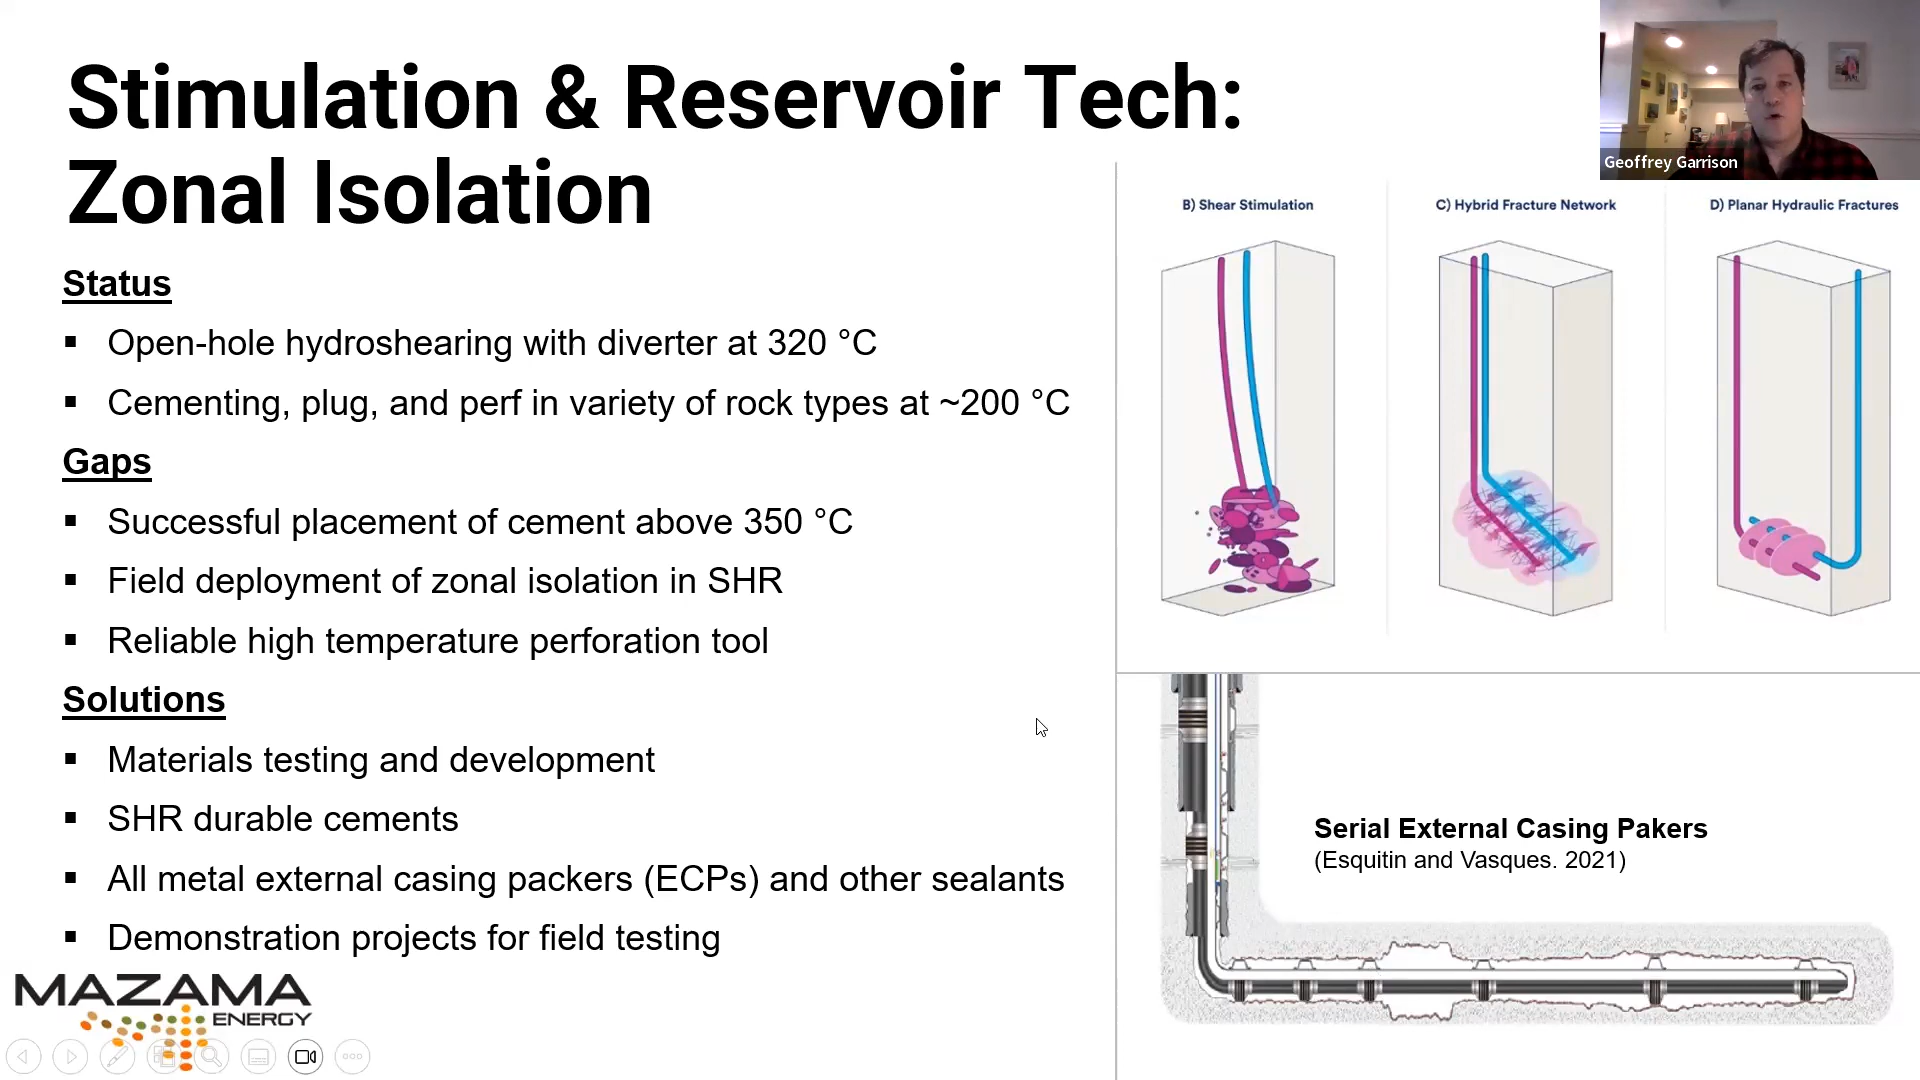 Stimulation & Reservoir Tech:
Zonal Isolation
Status
▪ Open-hole hydroshearing with diverter at 320 °C
▪ Cementing, plug, and perf in variety of rock types at ~200 °C
Gaps
▪ Successful placement of cement above 350 °C
▪ Field deployment of zonal isolation in SHR
▪ Reliable high temperature perforation tool
Solutions
▪ Materials testing and development
▪ SHR durable cements
▪ All metal external casing packers (ECPs) and other sealants
▪ Demonstration projects for field testing
MAZAMA
ENERGY
Geoffrey Garrison
B) Shear Stimulation
C) Hybrid Fracture Network
D) Planar Hydraulic Fractures
Serial External Casing Pakers
(Esquitin and Vasques. 2021)